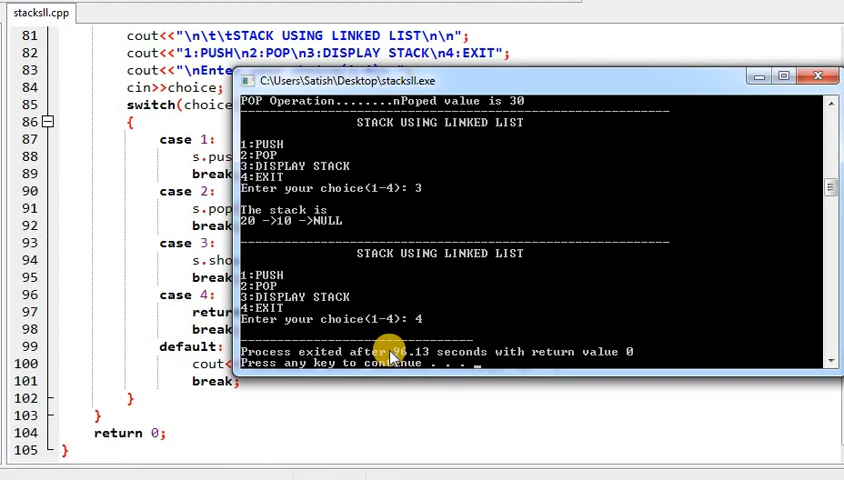 stacksll.cpp
81 cout<<"\n\t\tSTACK USING LINKED LIST\n\n";
82 cout<<"1:PUSH\n2:POP\n3:DISPLAY STACK\n4:EXIT";
83 cout<<"\nEnter
84 cin>>choice;
85 switch(choice
86 {
87 case 1:
88 s.pus
89 break
90 case 2:
91 s.pop
92 break
93 case 3:
94 s.sho
95 break
96 case 4:
97 retur
98 break
99 default:
100 cout<
101 break;
102 }
103 }
104 return 0;
105 }
C:\Users\Satish\Desktop\stacksll.exe
POP Operation........nPoped value is 30
STACK USING LINKED LIST
1:PUSH
2:POP
3:DISPLAY STACK
4:EXIT
Enter your choice(1-4): 3
The stack is
20 ->10 ->NULL
STACK USING LINKED LIST
1:PUSH
2:POP
3:DISPLAY STACK
4:EXIT
Enter your choice(1-4): 4
Process exited after 96.13 seconds with return value 0
Press any key to continue . . .